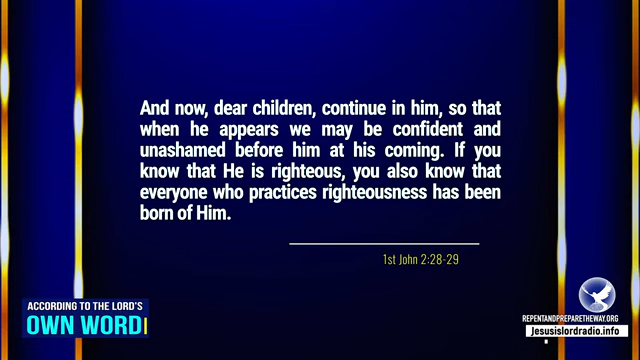 And now, dear children, continue in him, so that
when he appears we may be confident and
unashamed before him at his coming. If you
know that He is righteous, you also know that
everyone who practices righteousness has been
born of Him.
1st John 2:28-29
ACCORDING TO THE LORD'S
OWN WORD
REPENTANDPREPARETHEWAY.ORG
Jesusislordradio.info